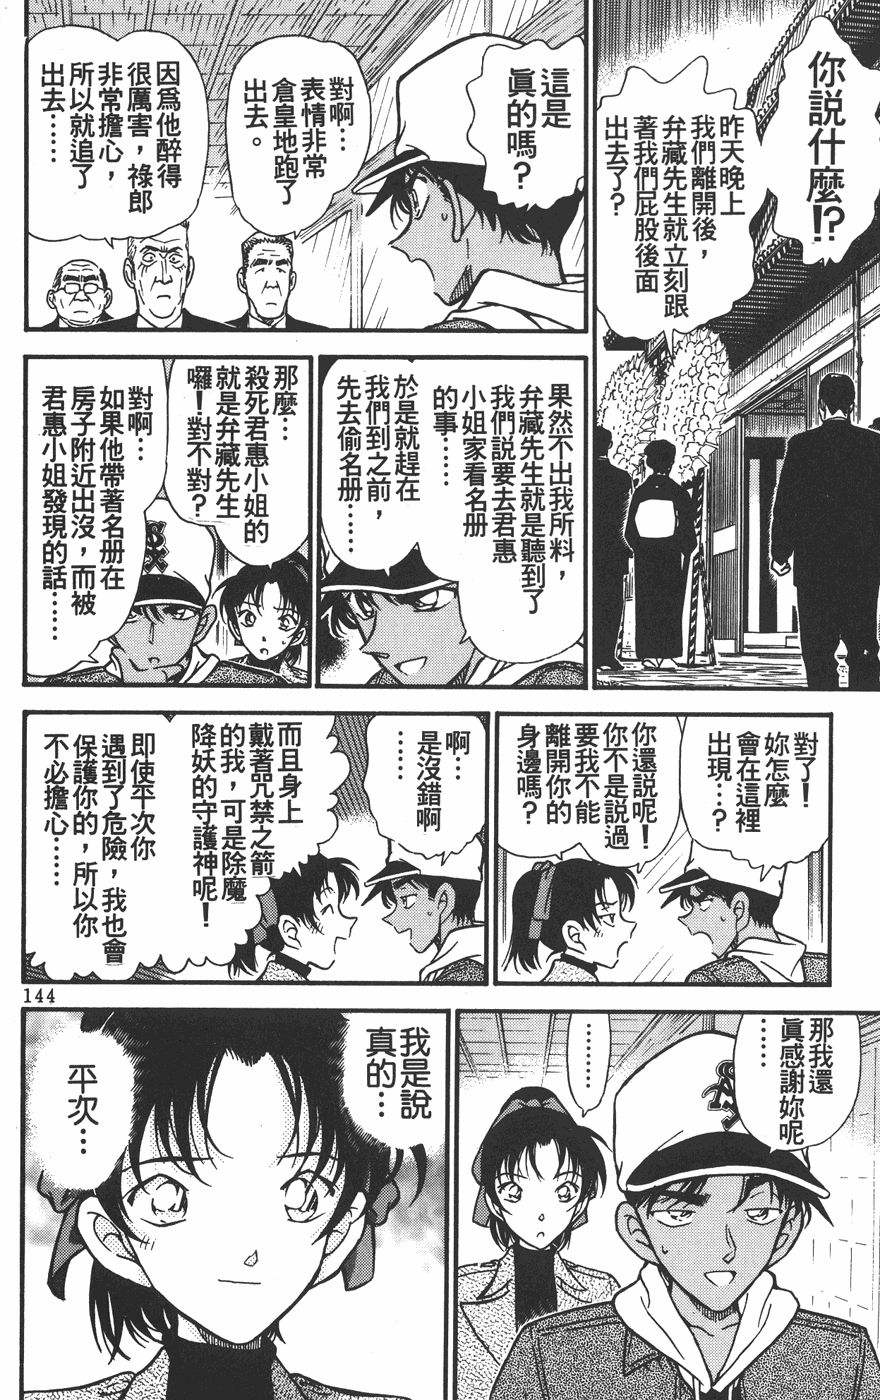 你說什麼!?
昨天晚上
我們離開後,
弁藏先生就立刻跟
著我們屁股後面
出去了?
這是
眞的嗎?
對啊…
表情非常
倉皇地跑了
出去。
因爲他醉得
很厲害,祿郎
非常擔心,
所以就追了
出去……
果然不出我所料,
弁藏先生就是聽到了
我們說要去君惠
小姐家看名册
的事…
於是就趕在
我們到之前,
先去偷名册……
那麼…
殺死君惠小姐的
就是弁藏先生
囉!對不對?
對啊…
如果他帶著名册在
房子附近出沒,而被
君惠小姐發現的話……
對了!
妳怎麼
會在這裡
出現…?
你還說呢!
你不是說過
要我不能
離開你的
身邊嗎?
啊…
是沒錯啊
……
而且身上
戴著咒禁之箭
的我,可是除魔
降妖的守護神呢!
即使平次你
遇到了危險,我也會
保護你的,所以你
不必擔心……
144
那我還
眞感謝妳呢
……
……
我是說
真的…
平次…